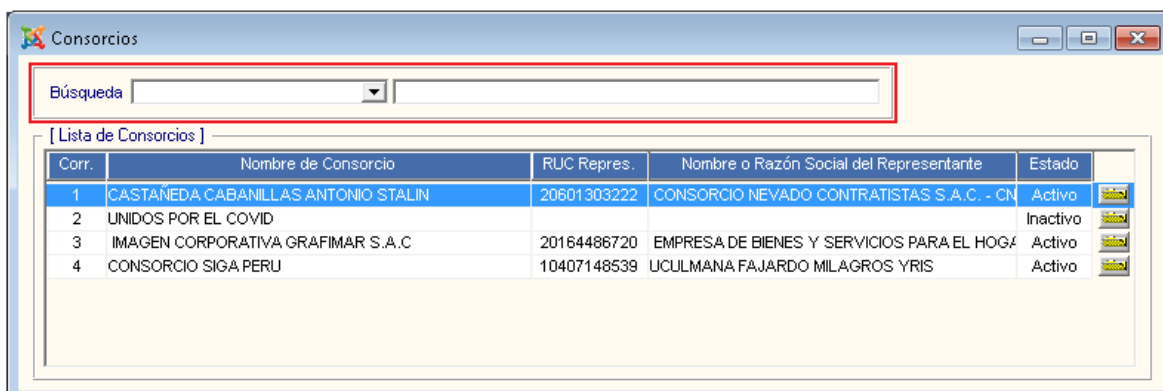 Consorcios
Búsqueda
[ Lista de Consorcios ]
Corr. Nombre de Consorcio RUC Repres. Nombre o Razón Social del Representante Estado
1 CASTAÑEDA CABANILLAS ANTONIO STALIN 20601303222 CONSORCIO NEVADO CONTRATISTAS S.A.C. - CN Activo
2 UNIDOS POR EL COVID Inactivo
3 IMAGEN CORPORATIVA GRAFIMAR S.A.C 20164486720 EMPRESA DE BIENES Y SERVICIOS PARA EL HOGA Activo
4 CONSORCIO SIGA PERU 10407148539 UCULMANA FAJARDO MILAGROS YRIS Activo